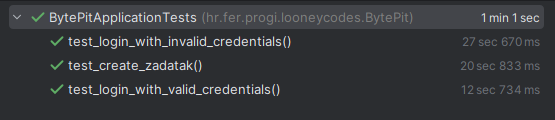 BytePitApplicationTests (hr.fer.progi.looneycodes.BytePit) 1 min 1 sec
test_login_with_invalid_credentials() 27 sec 670 ms
test_create_zadatak() 20 sec 833 ms
test_login_with_valid_credentials() 12 sec 734 ms